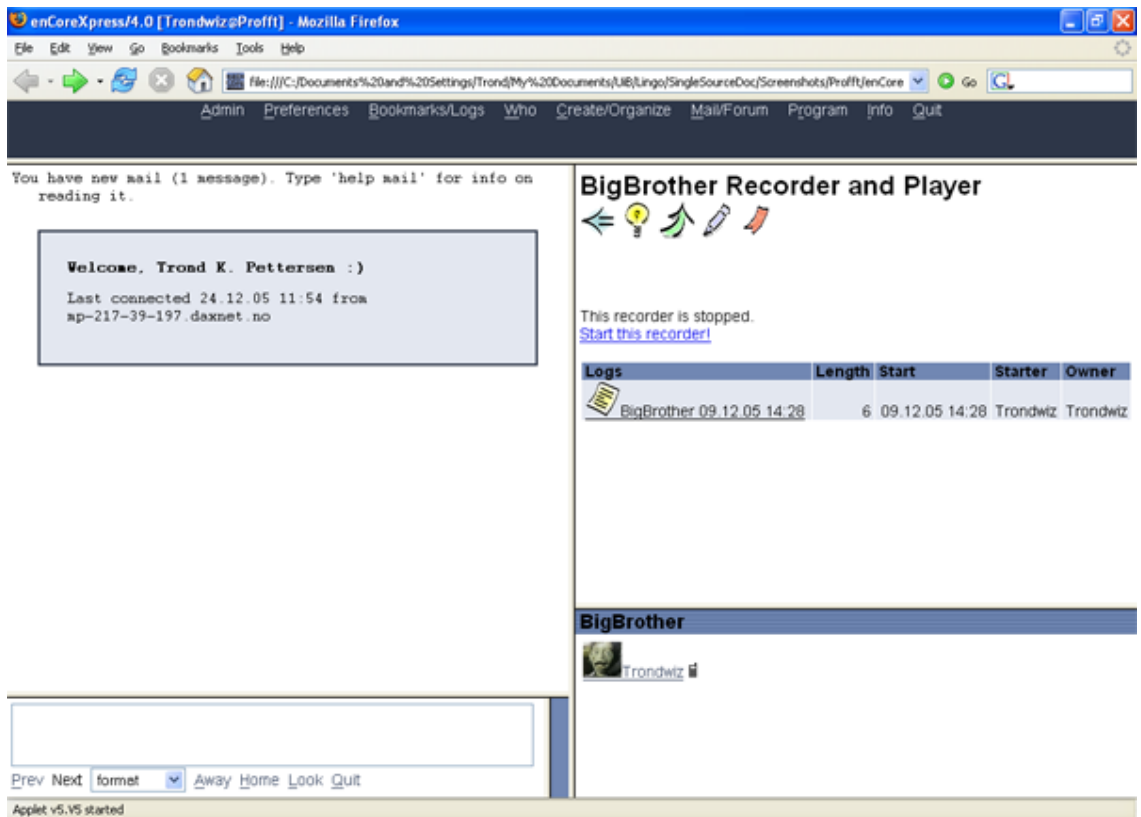 enCoreXpress/4.0 [Trondwiz@Profft] - Mozilla Firefox
File Edit View Go Bookmarks Tools Help
file:///C:/Documents%20and%20Settings/Trond/My%20Documents/UiB/Lingo/SingleSourceDoc/Screenshots/Profft/enCore Go
Admin Preferences Bookmarks/Logs Who Create/Organize Mail/Forum Program Info Quit
You have new mail (1 message). Type 'help mail' for info on
reading it.
Welcome, Trond K. Pettersen :)
Last connected 24.12.05 11:54 from
mp-217-39-197.daxnet.no
Prev Next format Away Home Look Quit
BigBrother Recorder and Player
This recorder is stopped.
Start this recorder!
Logs Length Start Starter Owner
BigBrother 09.12.05 14:28 6 09.12.05 14:28 Trondwiz Trondwiz
BigBrother
Trondwiz
Applet v5.V5 started